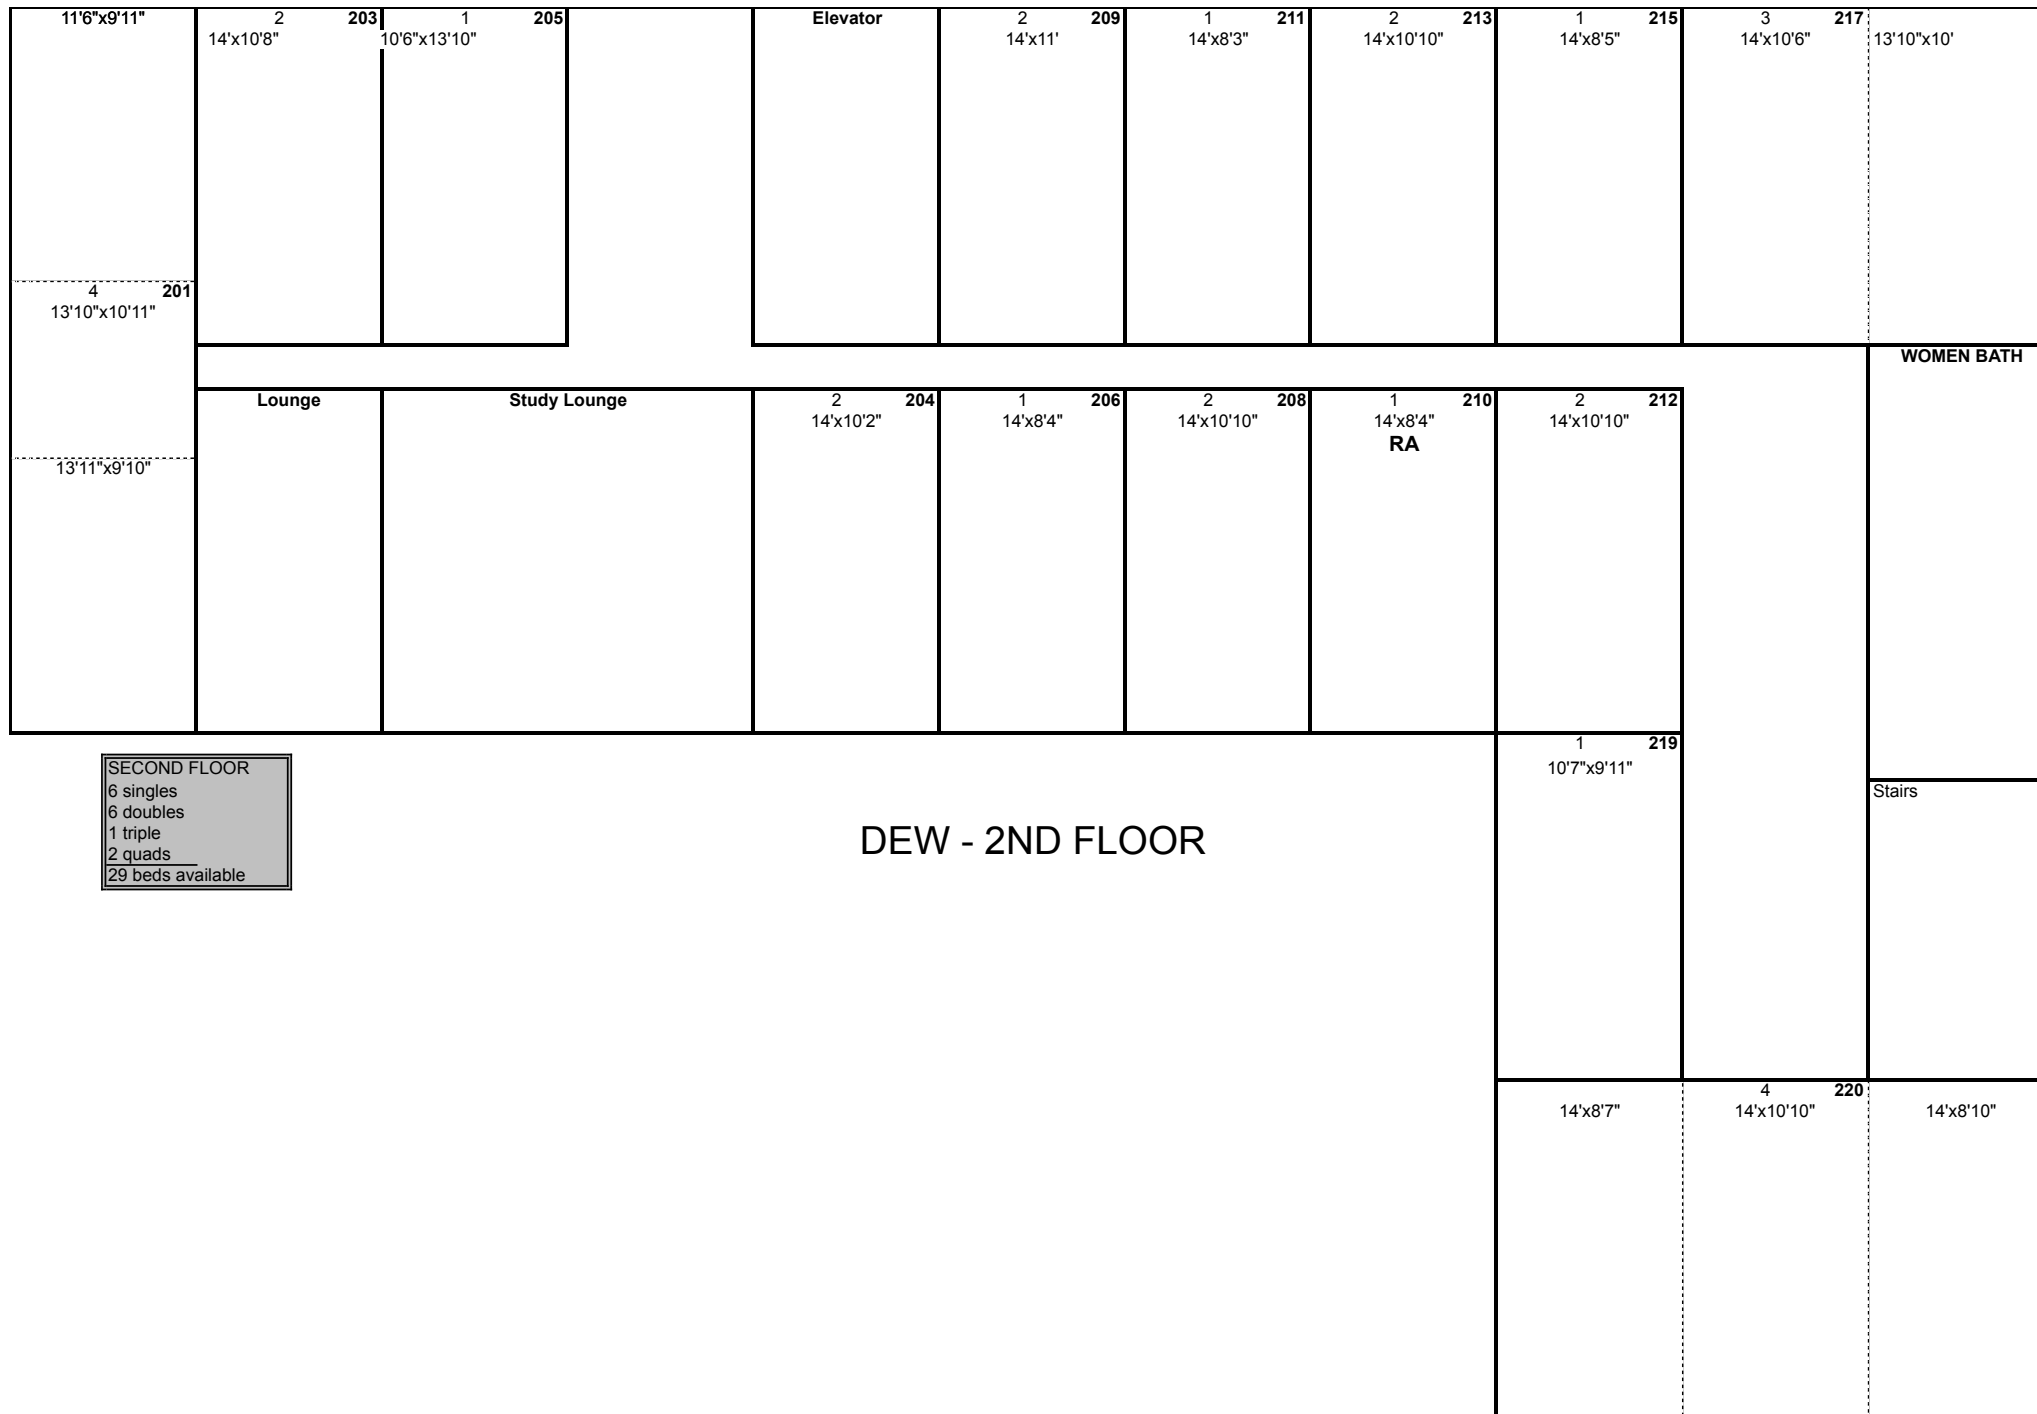 11'6"x9'11" 2 203 1 205 Elevator 2 209 1 211 2 213 1 215 3 217
14'x10'8" 10'6"x13'10" 14'x11' 14'x8'3" 14'x10'10" 14'x8'5" 14'x10'6" 13'10"x10'
4 201
13'10"x10'11"
WOMEN BATH
Lounge Study Lounge 2 204 1 206 2 208 1 210 2 212
14'x10'2" 14'x8'4" 14'x10'10" 14'x8'4" 14'x10'10"
RA
13'11"x9'10"
1 219
10'7"x9'11"
SECOND FLOOR
6 singles
6 doubles
1 triple
2 quads
29 beds available
Stairs
DEW - 2ND FLOOR
4 220
14'x8'7" 14'x10'10" 14'x8'10"